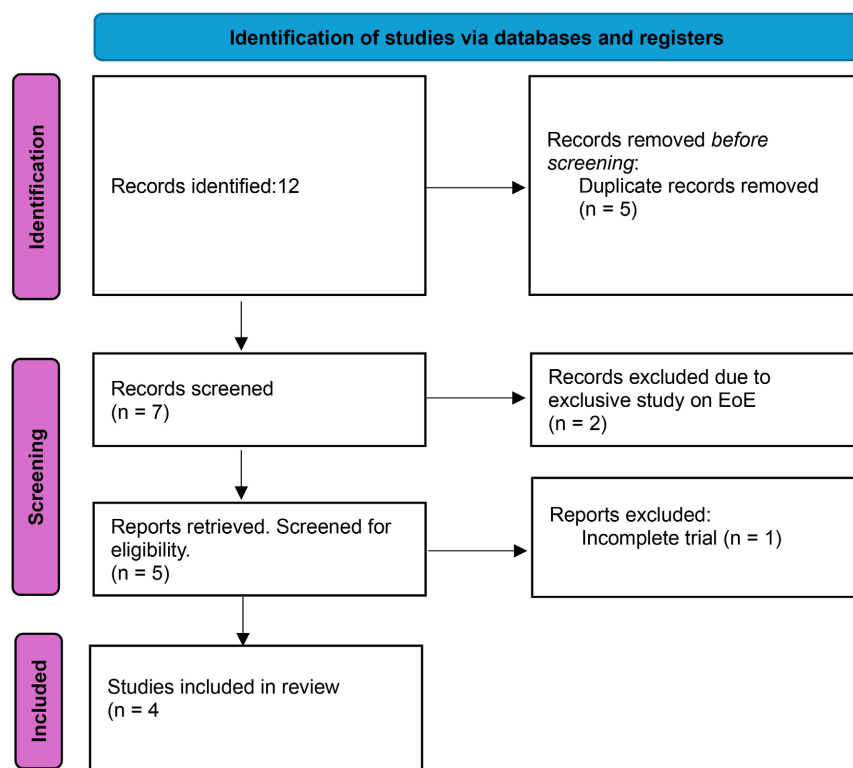 Identification of studies via databases and registers
Identification
Records identified:12
Records removed before
screening:
Duplicate records removed
(n = 5)
Screening
Records screened
(n = 7)
Records excluded due to
exclusive study on EoE
(n = 2)
Reports retrieved. Screened for
eligibility.
(n = 5)
Reports excluded:
Incomplete trial (n = 1)
Included
Studies included in review
(n = 4